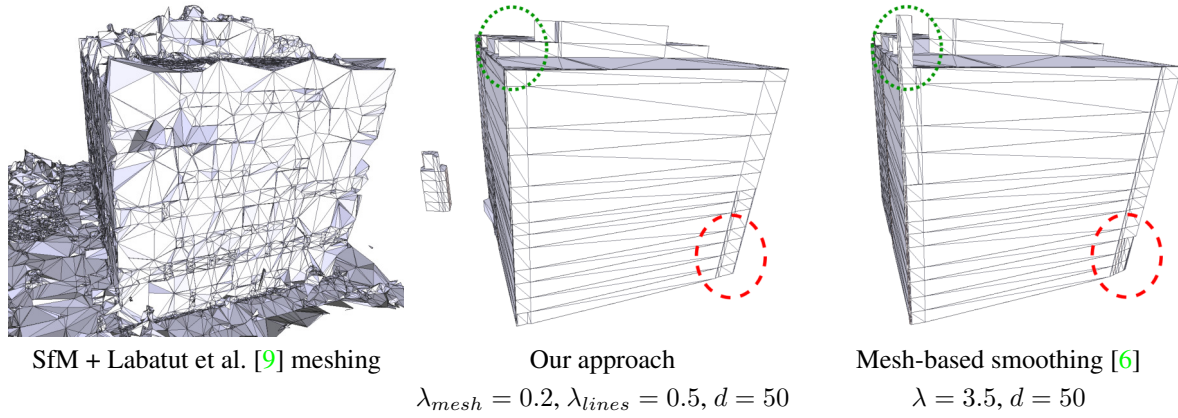 SfM + Labatut et al. [9] meshing
Our approach
λ_mesh = 0.2, λ_lines = 0.5, d = 50
Mesh-based smoothing [6]
λ = 3.5, d = 50